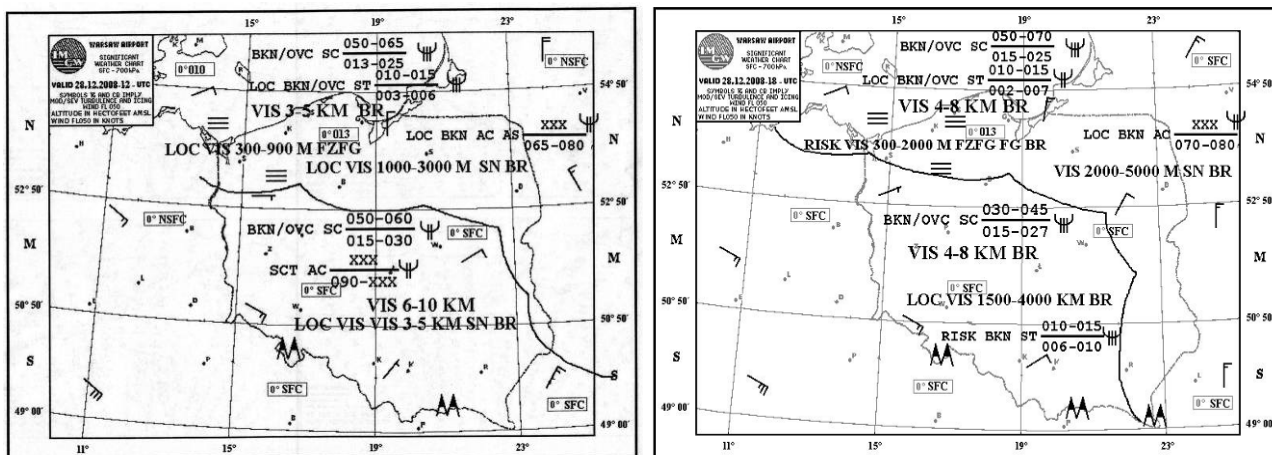 11° 15° 19° 23°
IMGW
WARSAW AIRPORT
SIGNIFICANT
WEATHER CHART
SFC - 700 hPa
VALID 28.12.2008-12 - UTC
SYMBOLS AND CB IMPLY
MOD/SEV TURBULENCE AND ICING
WIND FL 050
ALTITUDE IN HECTOFEET AMSL
WIND FL050 IN KNOTS
0°010
BKN/OVC SC 050-065
013-025
LOC BKN/OVC ST 010-015
003-006
0° NSFC
54° 50'
VIS 3-5 KM BR
N
0°013
LOC BKN AC AS XXX
065-080
N
LOC VIS 300-900 M FZFG
LOC VIS 1000-3000 M SN BR
52° 50'
52° 50'
0° NSFC
BKN/OVC SC 050-060
015-030
0° SFC
M
M
SCT AC XXX
090-XXX
0° SFC
50° 50'
VIS 6-10 KM
50° 50'
LOC VIS VIS 3-5 KM SN BR
S
S
0° SFC
0° SFC
49° 00'
49° 00'
11° 15° 19° 23°
11° 15° 19° 23°
IMGW
WARSAW AIRPORT
SIGNIFICANT
WEATHER CHART
SFC - 700 hPa
VALID 28.12.2008-18 - UTC
SYMBOLS AND CB IMPLY
MOD/SEV TURBULENCE AND ICING
WIND FL 050
ALTITUDE IN HECTOFEET AMSL
WIND FL050 IN KNOTS
0°NSFC
BKN/OVC SC 050-070
015-025
LOC BKN/OVC ST 010-015
002-007
0° SFC
54° 50'
VIS 4-8 KM BR
N
0°013
LOC BKN AC XXX
070-080
N
RISK VIS 300-2000 M FZFG FG BR
VIS 2000-5000 M SN BR
52° 50'
52° 50'
0° SFC
BKN/OVC SC 030-045
015-027
0° SFC
M
M
VIS 4-8 KM BR
50° 50'
LOC VIS 1500-4000 KM BR
50° 50'
RISK BKN ST 010-015
006-010
S
S
0° SFC
0° SFC
49° 00'
49° 00'
11° 15° 19° 23°